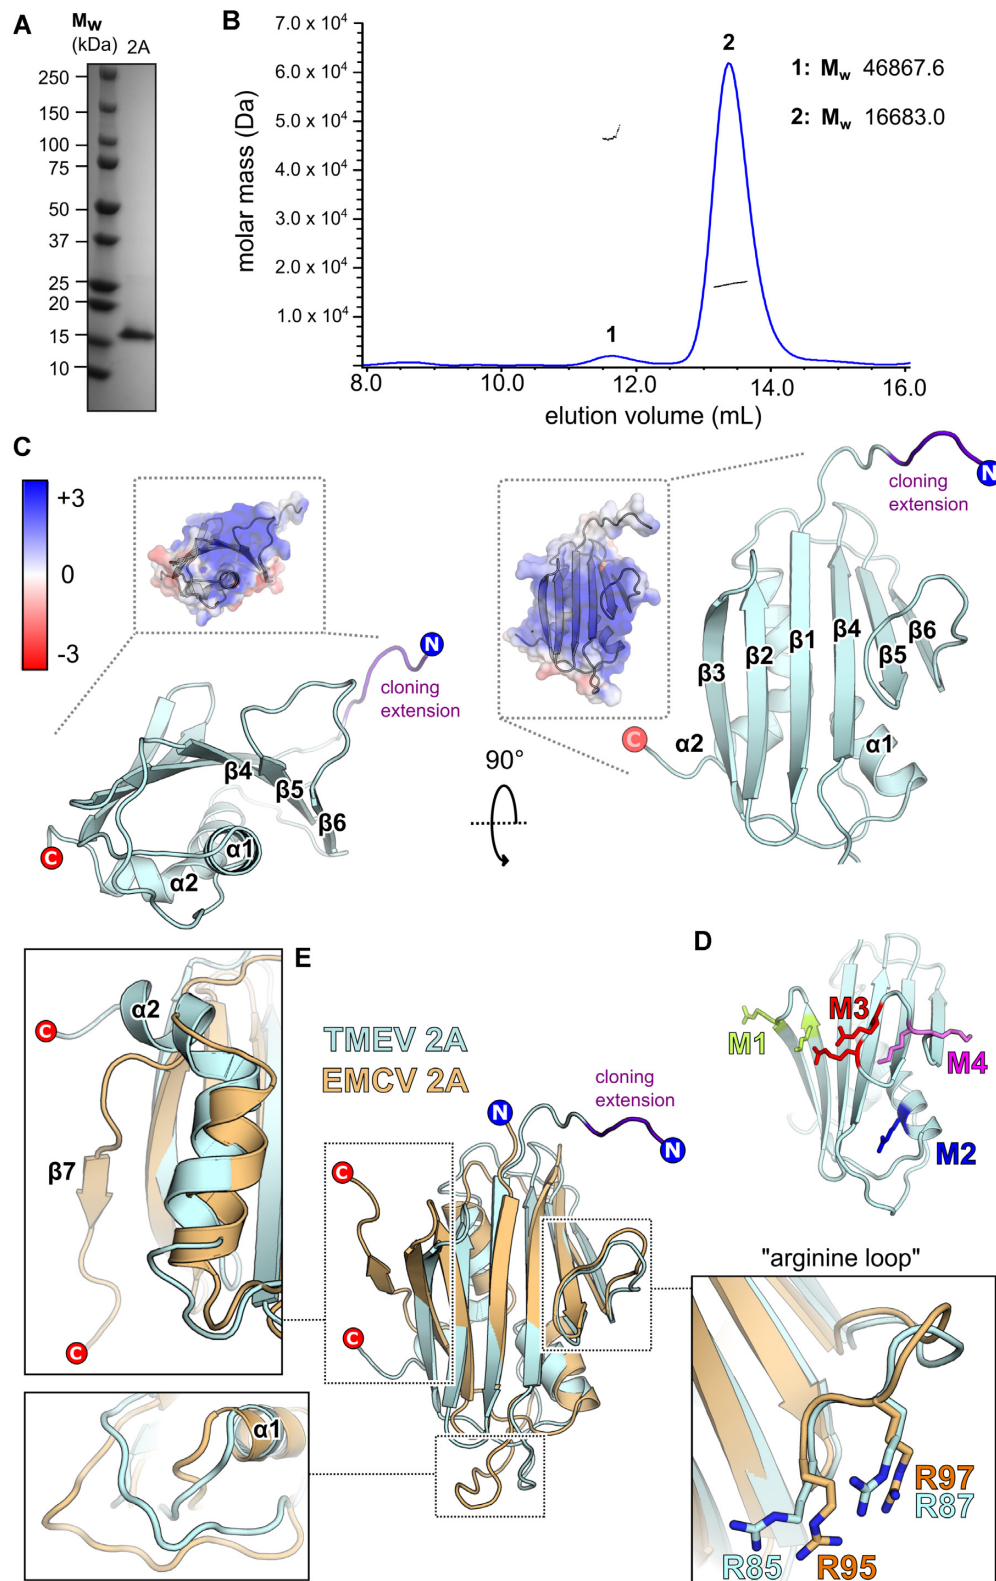 A
M_W
(kDa) 2A
250
150
100
75
50
37
25
20
15
10
B
molar mass (Da)
7.0 x 10⁴
6.0 x 10⁴
5.0 x 10⁴
4.0 x 10⁴
3.0 x 10⁴
2.0 x 10⁴
1.0 x 10⁴
8.0 10.0 12.0 14.0 16.0
elution volume (mL)
1
2
1: M_w 46867.6
2: M_w 16683.0
C
+3
0
-3
N
cloning
extension
β4
β5
β6
α1
α2
C
90°
N
cloning
extension
β3
β2
β1
β4
β5
β6
α2
α1
C
D
M1
M3
M4
M2
E
TMEV 2A
EMCV 2A
α2
C
β7
C
N
cloning
extension
N
C
C
α1
"arginine loop"
R97
R87
R85
R95